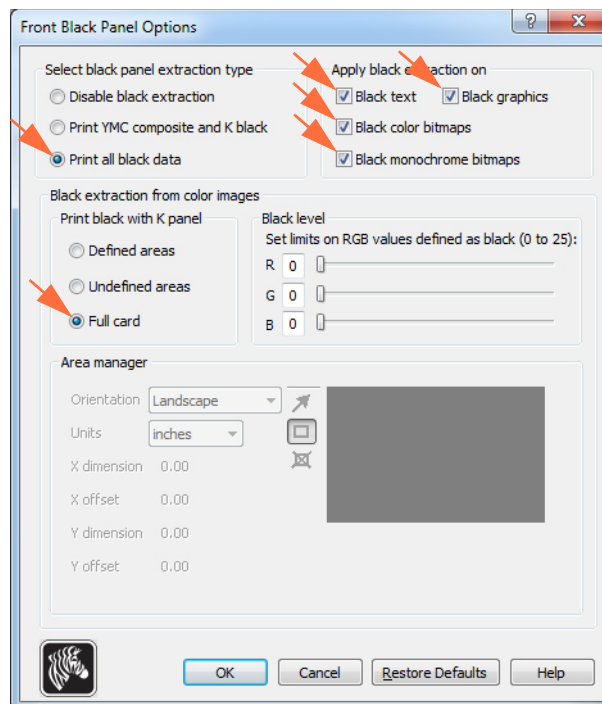 Front Black Panel Options
Select black panel extraction type
Disable black extraction
Print YMC composite and K black
Print all black data
Apply black extraction on
Black text
Black graphics
Black color bitmaps
Black monochrome bitmaps
Black extraction from color images
Print black with K panel
Defined areas
Undefined areas
Full card
Black level
Set limits on RGB values defined as black (0 to 25):
R 0
G 0
B 0
Area manager
Orientation Landscape
Units inches
X dimension 0.00
X offset 0.00
Y dimension 0.00
Y offset 0.00
OK Cancel Restore Defaults Help